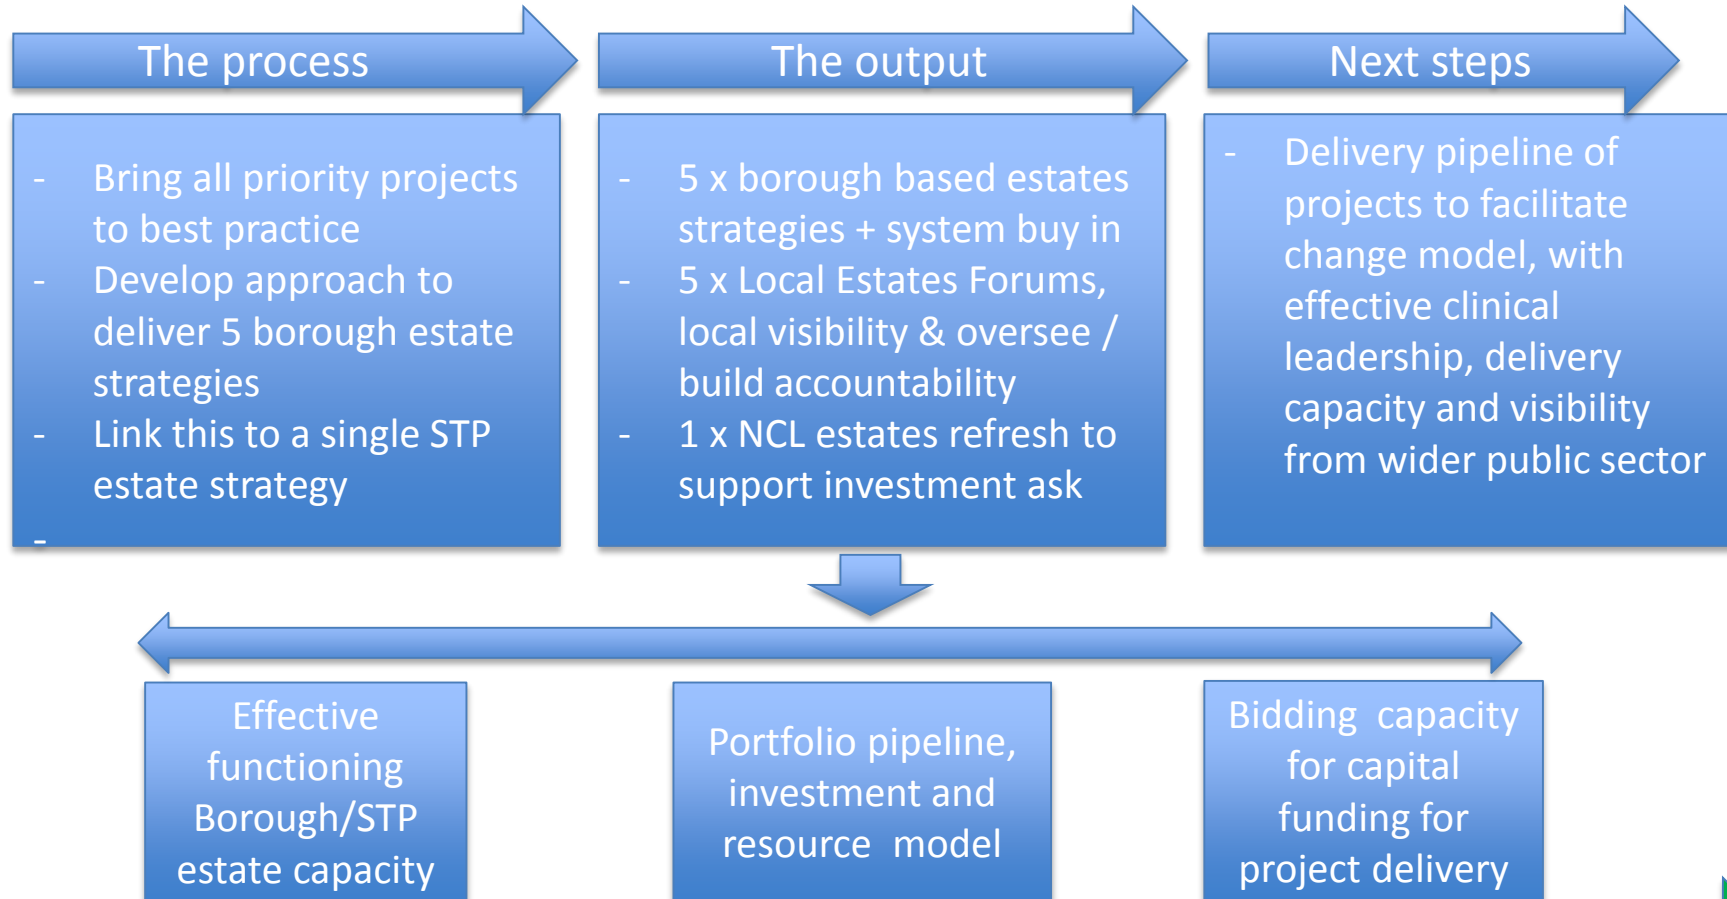 The process
The output
Next steps
- Bring all priority projects
to best practice
- Develop approach to
deliver 5 borough estate
strategies
- Link this to a single STP
estate strategy
-
- 5 x borough based estates
strategies + system buy in
- 5 x Local Estates Forums,
local visibility & oversee /
build accountability
- 1 x NCL estates refresh to
support investment ask
- Delivery pipeline of
projects to facilitate
change model, with
effective clinical
leadership, delivery
capacity and visibility
from wider public sector
Effective
functioning
Borough/STP
estate capacity
Portfolio pipeline,
investment and
resource model
Bidding capacity
for capital
funding for
project delivery